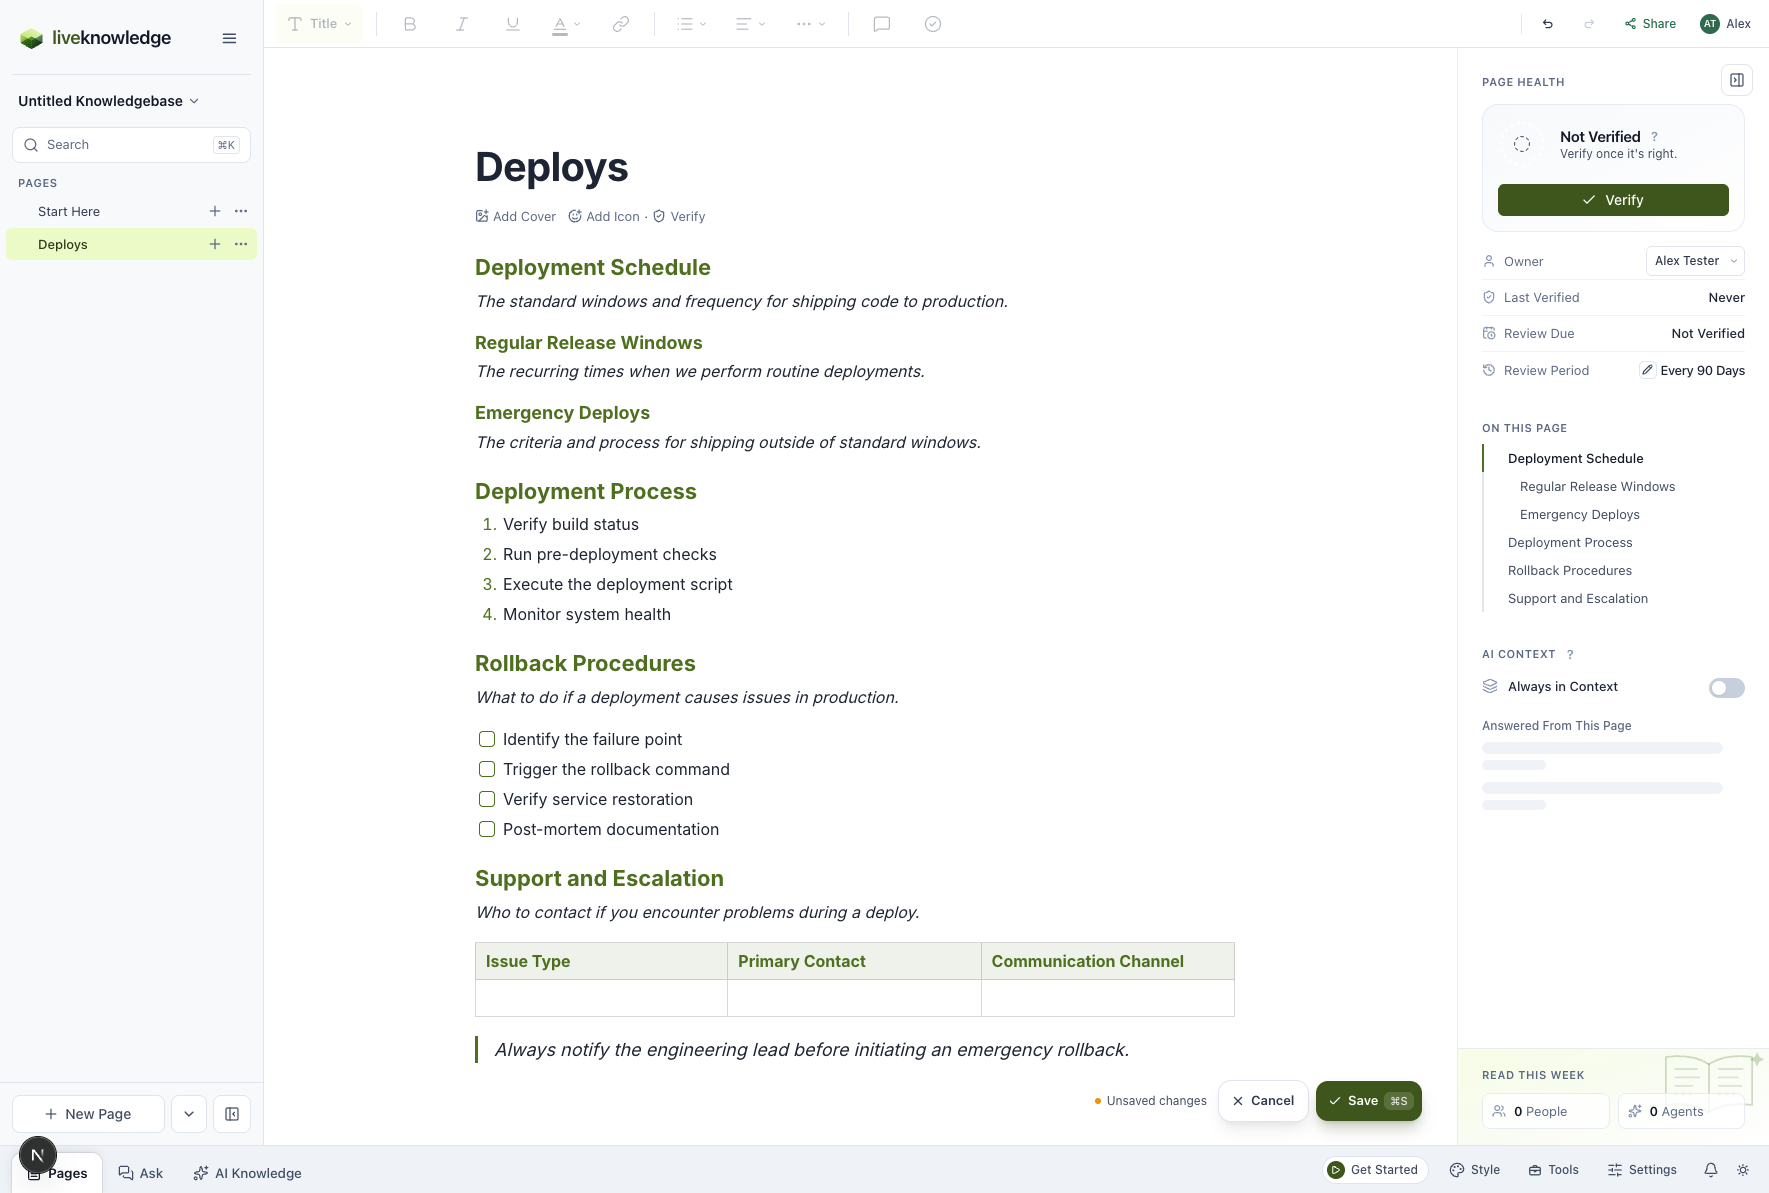 liveknowledge
Untitled Knowledgebase
Search ⌘K
PAGES
Start Here
Deploys
New Page
N
Pages
Ask
AI Knowledge
Title
B I U A
Share
AT Alex
Deploys
Add Cover Add Icon · Verify
Deployment Schedule
The standard windows and frequency for shipping code to production.
Regular Release Windows
The recurring times when we perform routine deployments.
Emergency Deploys
The criteria and process for shipping outside of standard windows.
Deployment Process
1. Verify build status
2. Run pre-deployment checks
3. Execute the deployment script
4. Monitor system health
Rollback Procedures
What to do if a deployment causes issues in production.
Identify the failure point
Trigger the rollback command
Verify service restoration
Post-mortem documentation
Support and Escalation
Who to contact if you encounter problems during a deploy.
Issue Type Primary Contact Communication Channel
Always notify the engineering lead before initiating an emergency rollback.
Unsaved changes Cancel Save ⌘S
PAGE HEALTH
Not Verified ?
Verify once it's right.
Verify
Owner Alex Tester
Last Verified Never
Review Due Not Verified
Review Period Every 90 Days
ON THIS PAGE
Deployment Schedule
Regular Release Windows
Emergency Deploys
Deployment Process
Rollback Procedures
Support and Escalation
AI CONTEXT ?
Always in Context
Answered From This Page
READ THIS WEEK
0 People 0 Agents
Get Started Style Tools Settings